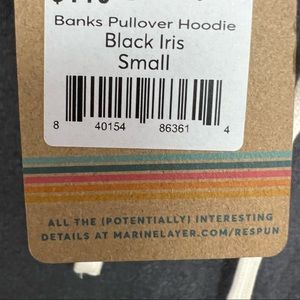 Banks Pullover Hoodie
Black Iris
Small
8 40154 86361 4
ALL THE (POTENTIALLY) INTERESTING
DETAILS AT MARINELAYER.COM/RESPUN